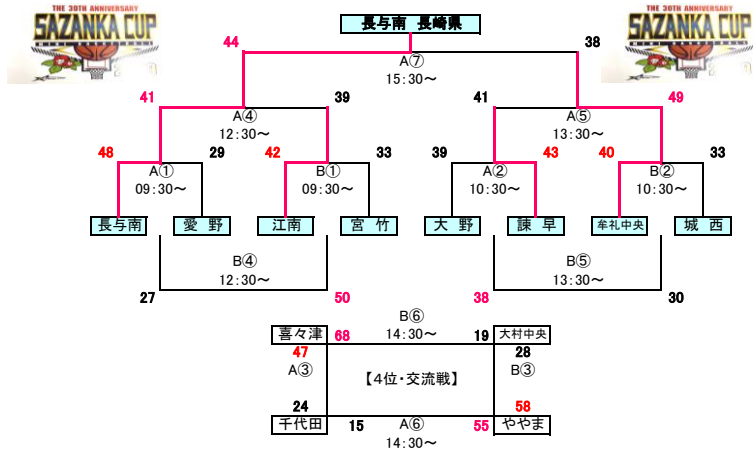 THE 30TH ANNIVERSARY
SAZANKA CUP
MINI BASKETBALL
長与南 長崎県
THE 30TH ANNIVERSARY
SAZANKA CUP
MINI BASKETBALL
44
38
A⑦
15:30～
41
39
41
49
A④
12:30～
A⑤
13:30～
48
29
42
33
39
43
40
33
A①
09:30～
B①
09:30～
A②
10:30～
B②
10:30～
長与南
愛 野
江南
宮 竹
大 野
諫 早
牟礼中央
城 西
B④
12:30～
B⑤
13:30～
27
50
38
30
B⑥
14:30～
喜々津
68
19
大村中央
47
28
A③
【4位・交流戦】
B③
24
58
千代田
15
A⑥
55
ややま
14:30～